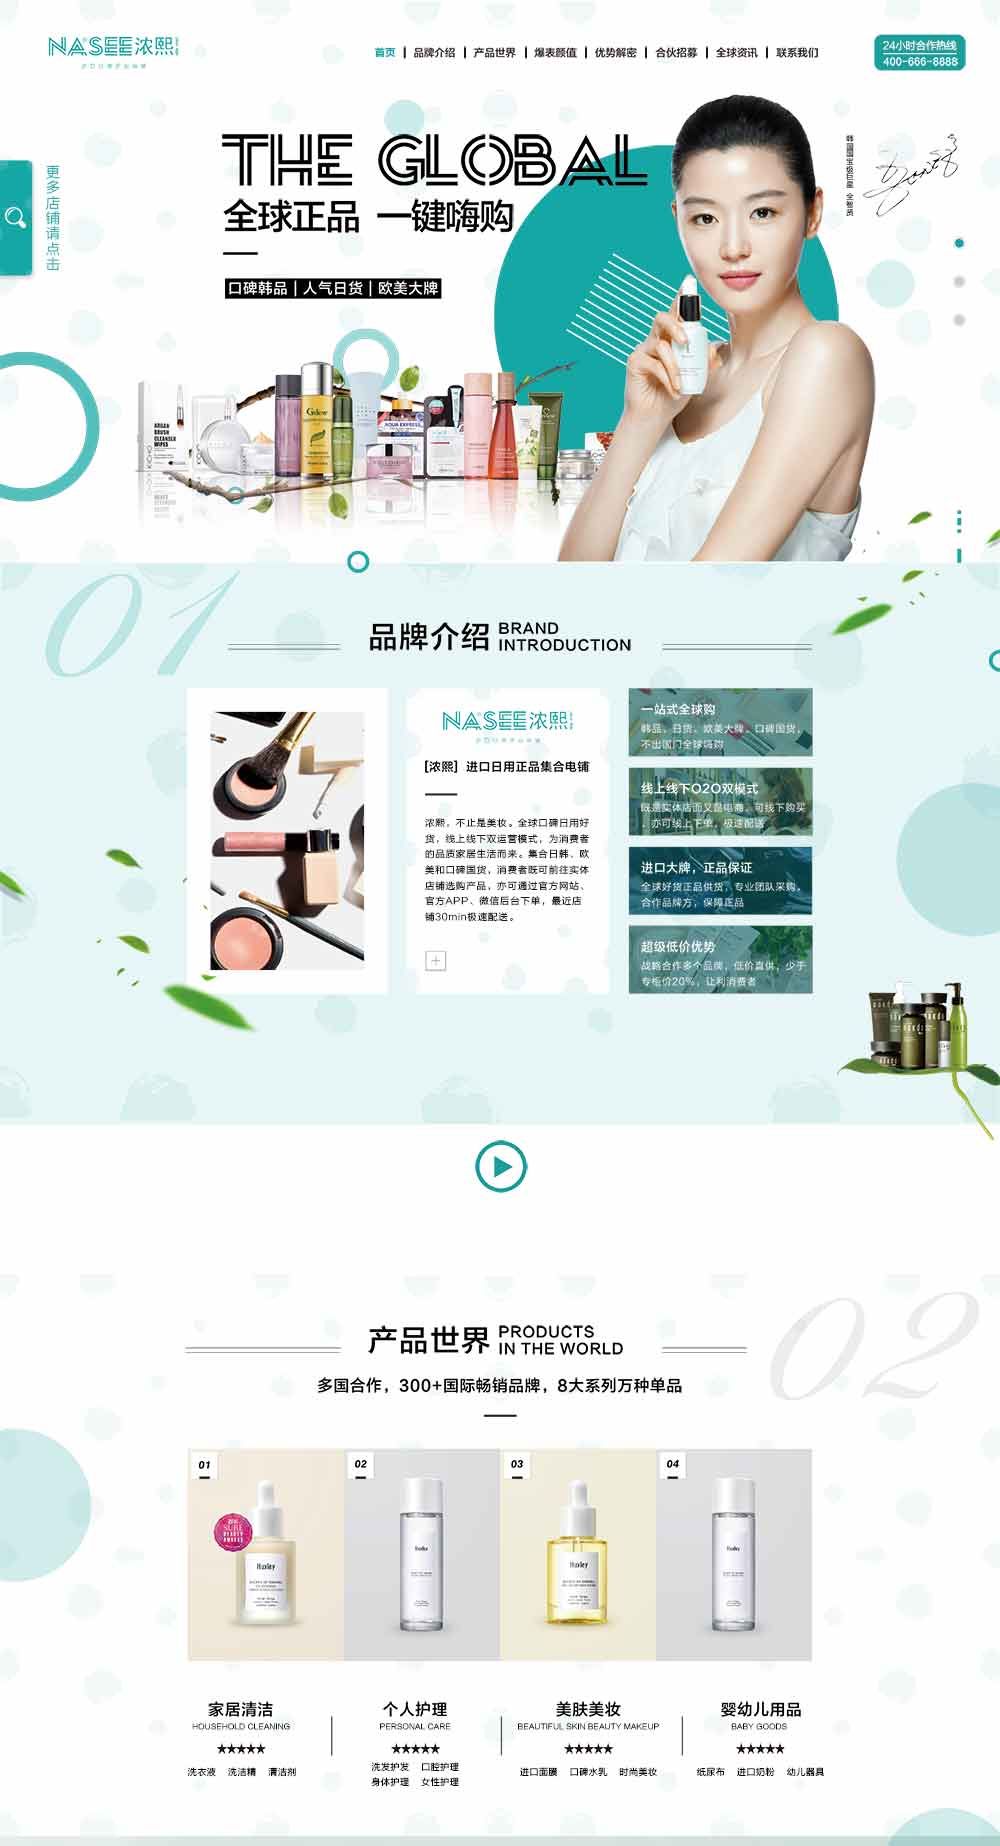 NASEE浓熙
首页 | 品牌介绍 | 产品世界 | 爆表颜值 | 优势解密 | 合伙招募 | 全球资讯 | 联系我们
24小时合作热线
400-666-8888
更多店铺请点击
THE GLOBAL
全球正品 一键嗨购
口碑韩品 | 人气日货 | 欧美大牌
韩国国宝级巨星 全智贤
ARGAN
BRUSH
CLEANSER
WIPES
AQUA EXPRESS
01
品牌介绍 BRAND
INTRODUCTION
NASEE浓熙
[浓熙] 进口日用正品集合电铺
浓熙，不止是美妆。全球口碑日用好
货，线上线下双运营模式，为消费者
的品质家居生活而来。集合日韩、欧
美和口碑国货，消费者既可前往实体
店铺选购产品，亦可通过官方网站、
官方APP、微信后台下单，最近店
铺30min极速配送。
一站式全球购
韩品、日货、欧美大牌、口碑国货，
不出国门全球嗨购
线上线下O2O双模式
既是实体店面又是电商，可线下购买
，亦可线上下单，极速配送
进口大牌，正品保证
全球好货正品供货，专业团队采购，
合作品牌方，保障正品
超级低价优势
战略合作多个品牌，低价直供，少于
专柜价20%，让利消费者
02
产品世界 PRODUCTS
IN THE WORLD
多国合作，300+国际畅销品牌，8大系列万种单品
01
02
03
04
Huxley
Huxley
Huxley
Huxley
家居清洁
HOUSEHOLD CLEANING
★★★★★
洗衣液 洗洁精 清洁剂
个人护理
PERSONAL CARE
★★★★★
洗发护发 口腔护理
身体护理 女性护理
美肤美妆
BEAUTIFUL SKIN BEAUTY MAKEUP
★★★★★
进口面膜 口碑水乳 时尚美妆
婴幼儿用品
BABY GOODS
★★★★★
纸尿布 进口奶粉 幼儿器具